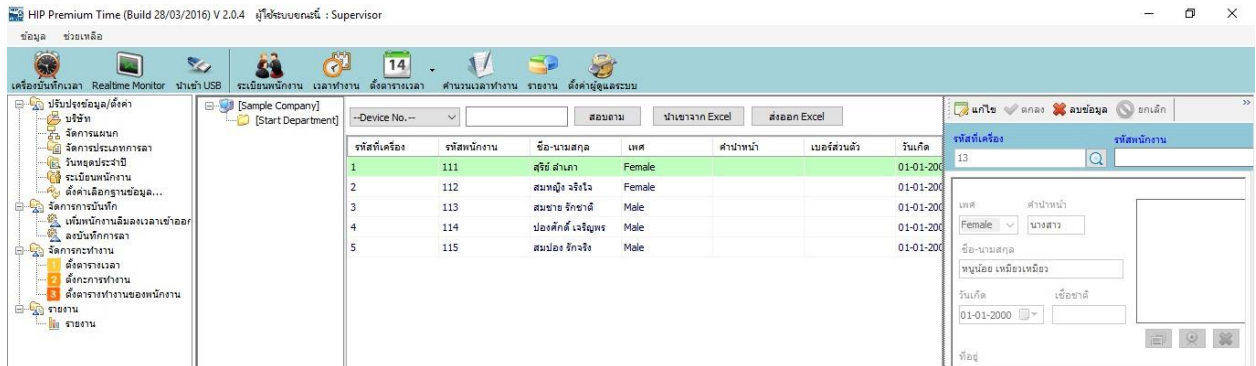 HIP Premium Time (Build 28/03/2016) V 2.0.4 ผู้ใช้ระบบขณะนี้ : Supervisor
ข้อมูล ช่วยเหลือ
เครื่องบันทึกเวลา Realtime Monitor นำเข้า USB ระเบียนพนักงาน เวลาทำงาน ตั้งตารางเวลา คำนวนเวลาทำงาน รายงาน ตั้งค่าผู้ดูแลระบบ
14
ปรับปรุงข้อมูล/ตั้งค่า
บริษัท
จัดการแผนก
จัดการประเภทการลา
วันหยุดประจำปี
ระเบียนพนักงาน
ตั้งค่าเลือกฐานข้อมูล...
จัดการการบันทึก
เพิ่มพนักงานลืมลงเวลาเข้าออก
ลงบันทึกการลา
จัดการกะทำงาน
1 ตั้งตารางเวลา
2 ตั้งกะการทำงาน
3 ตั้งตารางทำงานของพนักงาน
รายงาน
รายงาน
[Sample Company]
[Start Department]
--Device No.-- สอบถาม นำเขาจาก Excel ส่งออก Excel
รหัสที่เครื่อง รหัสพนักงาน ชื่อ-นามสกุล เพศ คำนำหน้า เบอร์ส่วนตัว วันเกิด
1 111 สุรีย์ ลำเภา Female 01-01-200
2 112 สมหญิง จริงใจ Female 01-01-200
3 113 สมชาย รักชาติ Male 01-01-200
4 114 ปองศักดิ์ เจริญพร Male 01-01-200
5 115 สมปอง รักจริง Male 01-01-200
แก้ไข ตกลง ลบข้อมูล ยกเลิก
รหัสที่เครื่อง รหัสพนักงาน
13
เพศ คำนำหน้า
Female นางสาว
ชื่อ-นามสกุล
หนูน้อย เหมียวเหมียว
วันเกิด เชื้อชาติ
01-01-2000
ที่อยู่